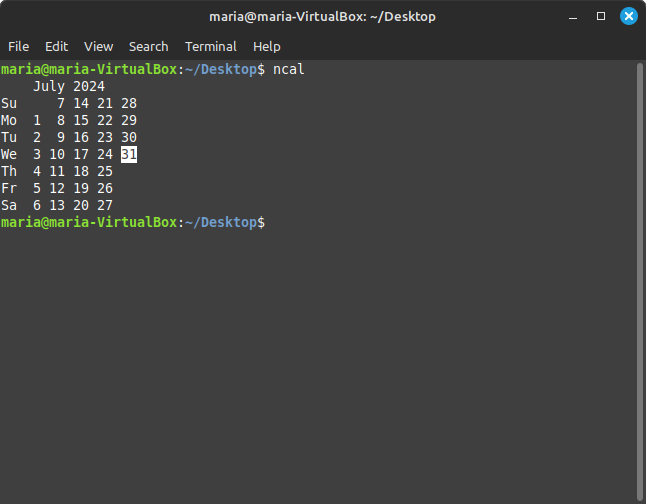 maria@maria-VirtualBox: ~/Desktop
File Edit View Search Terminal Help
maria@maria-VirtualBox:~/Desktop$ ncal
    July 2024
Su     7 14 21 28
Mo  1  8 15 22 29
Tu  2  9 16 23 30
We  3 10 17 24 31
Th  4 11 18 25
Fr  5 12 19 26
Sa  6 13 20 27
maria@maria-VirtualBox:~/Desktop$